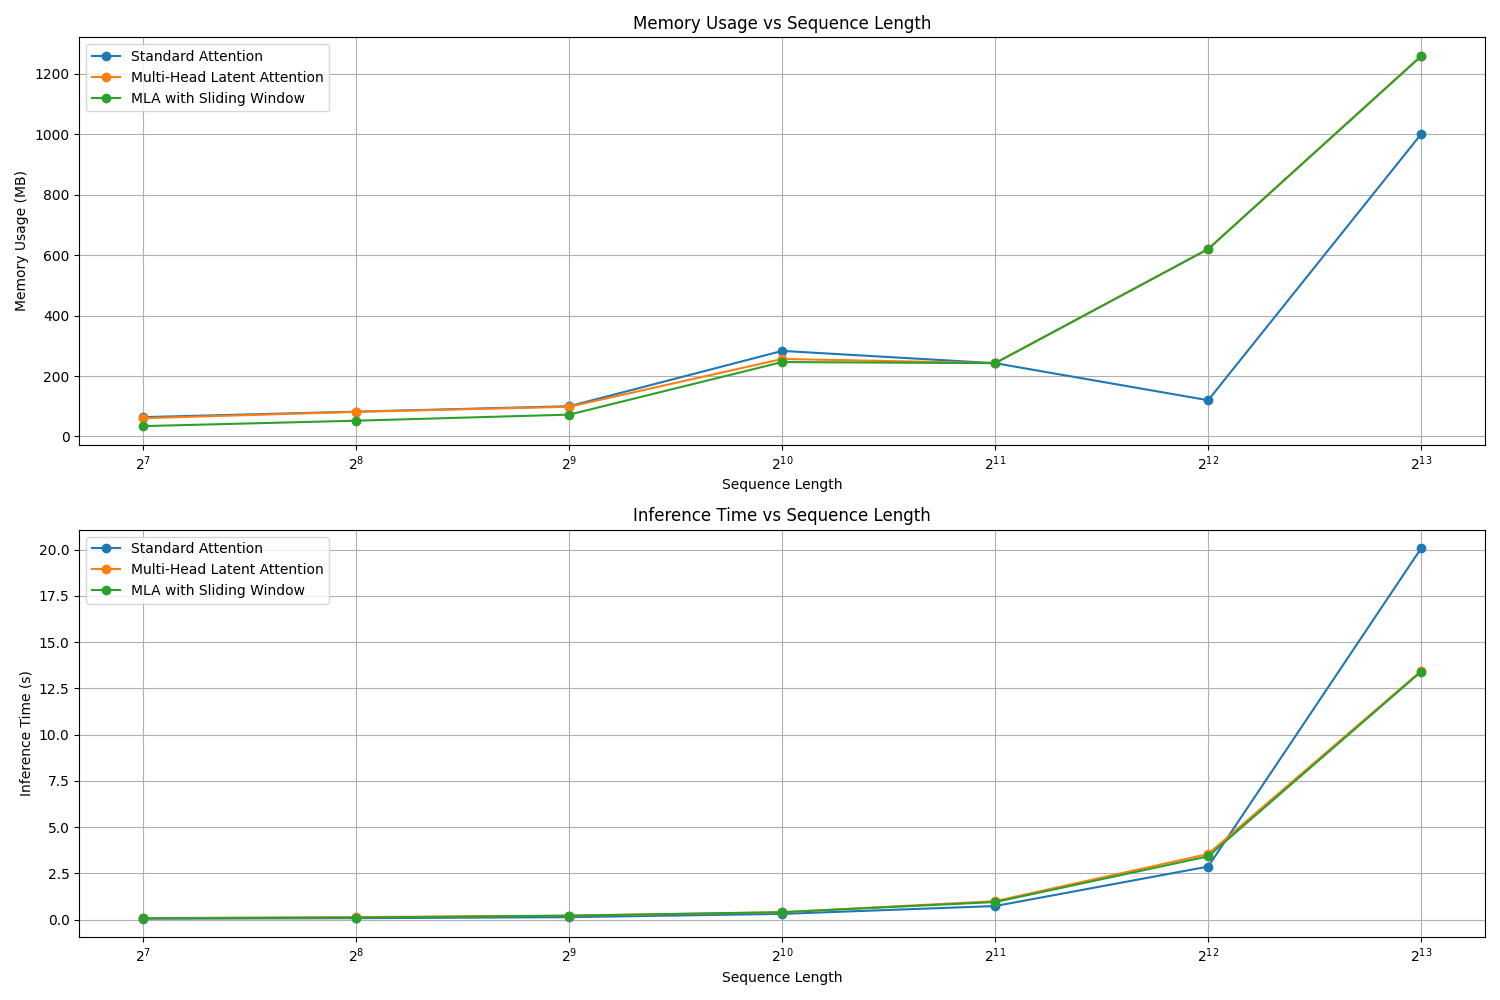 Memory Usage vs Sequence Length
Standard Attention
Multi-Head Latent Attention
MLA with Sliding Window
Memory Usage (MB)
1200
1000
800
600
400
200
0
2^7 2^8 2^9 2^10 2^11 2^12 2^13
Sequence Length
Inference Time vs Sequence Length
Standard Attention
Multi-Head Latent Attention
MLA with Sliding Window
Inference Time (s)
20.0
17.5
15.0
12.5
10.0
7.5
5.0
2.5
0.0
2^7 2^8 2^9 2^10 2^11 2^12 2^13
Sequence Length